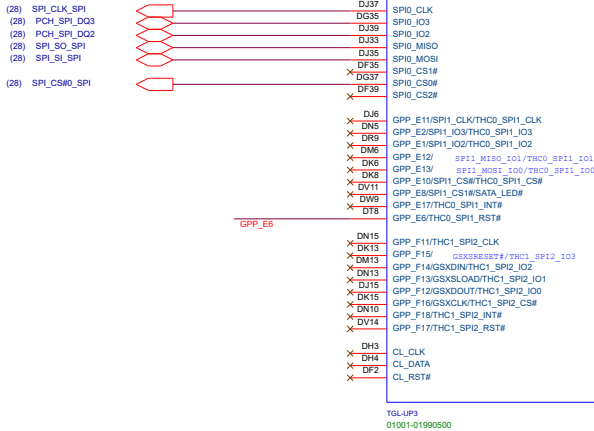 DJ37
(28) SPI_CLK_SPI SPI0_CLK
DG35
(28) PCH_SPI_DQ3 SPI0_IO3
DJ39
(28) PCH_SPI_DQ2 SPI0_IO2
DJ33
(28) SPI_SO_SPI SPI0_MISO
DJ35
(28) SPI_SI_SPI SPI0_MOSI
DF35
SPI0_CS1#
DG37
(28) SPI_CS#0_SPI SPI0_CS0#
DF39
SPI0_CS2#
DJ6
GPP_E11/SPI1_CLK/THC0_SPI1_CLK
DN5
GPP_E2/SPI1_IO3/THC0_SPI1_IO3
DR9
GPP_E1/SPI1_IO2/THC0_SPI1_IO2
DM6
GPP_E12/ SPI1_MISO_IO1/THC0_SPI1_IO1
DK6
GPP_E13/ SPI1_MOSI_IO0/THC0_SPI1_IO0
DK8
GPP_E10/SPI1_CS#/THC0_SPI1_CS#
DV11
GPP_E8/SPI1_CS1#/SATA_LED#
DW9
GPP_E17/THC0_SPI1_INT#
DT8
GPP_E6 GPP_E6/THC0_SPI1_RST#
DN15
GPP_F11/THC1_SPI2_CLK
DK13
GPP_F15/ GSXSRESET#/THC1_SPI2_IO3
DM13
GPP_F14/GSXDIN/THC1_SPI2_IO2
DN13
GPP_F13/GSXSLOAD/THC1_SPI2_IO1
DJ15
GPP_F12/GSXDOUT/THC1_SPI2_IO0
DK15
GPP_F16/GSXCLK/THC1_SPI2_CS#
DN10
GPP_F18/THC1_SPI2_INT#
DV14
GPP_F17/THC1_SPI2_RST#
DH3
CL_CLK
DH4
CL_DATA
DF2
CL_RST#
TGL-UP3
01001-01990500